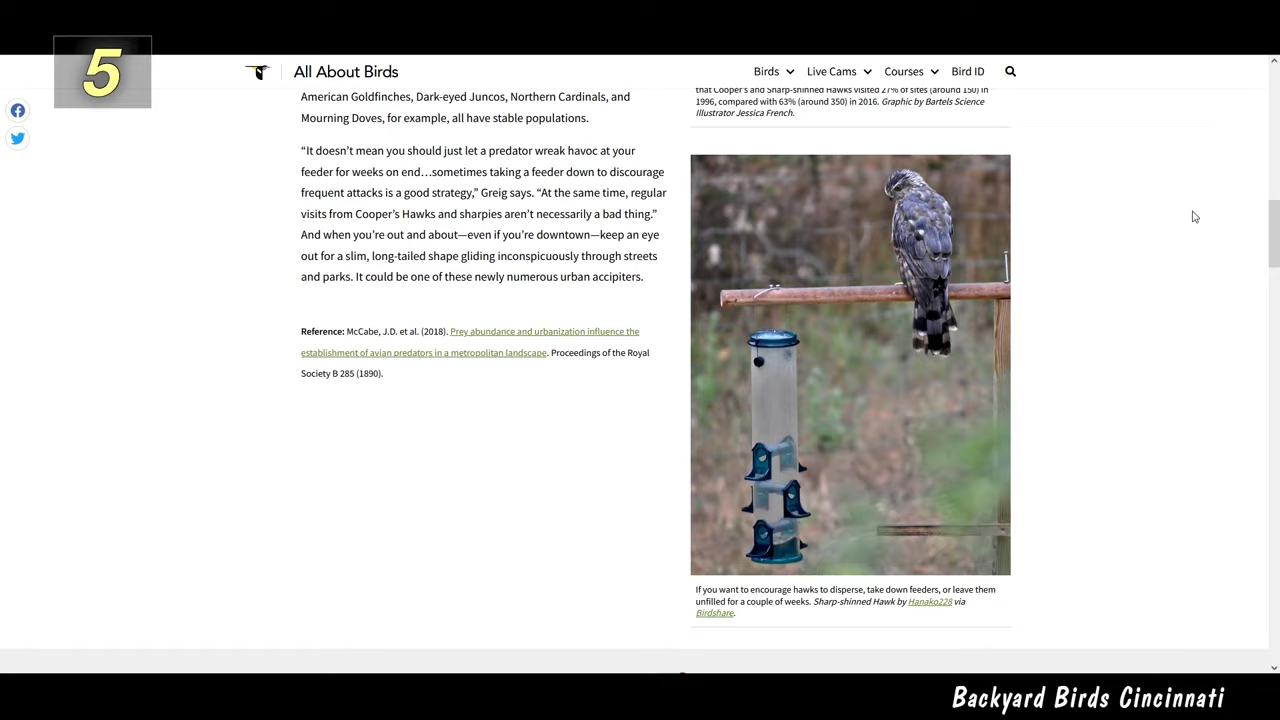 5
All About Birds
Birds
Live Cams
Courses
Bird ID
American Goldfinches, Dark-eyed Juncos, Northern Cardinals, and
Mourning Doves, for example, all have stable populations.
“It doesn’t mean you should just let a predator wreak havoc at your
feeder for weeks on end…sometimes taking a feeder down to discourage
frequent attacks is a good strategy,” Greig says. “At the same time, regular
visits from Cooper’s Hawks and sharpies aren’t necessarily a bad thing.”
And when you’re out and about—even if you’re downtown—keep an eye
out for a slim, long-tailed shape gliding inconspicuously through streets
and parks. It could be one of these newly numerous urban accipiters.
Reference: McCabe, J.D. et al. (2018). Prey abundance and urbanization influence the
establishment of avian predators in a metropolitan landscape. Proceedings of the Royal
Society B 285 (1890).
that Cooper's and Sharp-shinned Hawks visited 27% of sites (around 150) in
1996, compared with 63% (around 350) in 2016. Graphic by Bartels Science
Illustrator Jessica French.
If you want to encourage hawks to disperse, take down feeders, or leave them
unfilled for a couple of weeks. Sharp-shinned Hawk by Hanako228 via
Birdshare.
Backyard Birds Cincinnati